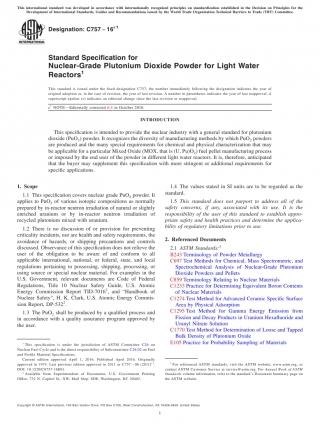 This international standard was developed in accordance with internationally recognized principles on standardization established in the Decision on Principles for the
Development of International Standards, Guides and Recommendations issued by the World Trade Organization Technical Barriers to Trade (TBT) Committee.
Designation: C757 − 16ε1
ASTM
INTERNATIONAL
Standard Specification for
Nuclear-Grade Plutonium Dioxide Powder for Light Water
Reactors1
This standard is issued under the fixed designation C757; the number immediately following the designation indicates the year of
original adoption or, in the case of revision, the year of last revision. A number in parentheses indicates the year of last reapproval. A
superscript epsilon (ε) indicates an editorial change since the last revision or reapproval.
ε1 NOTE—Editorially corrected 6.3 in October 2016.
INTRODUCTION
This specification is intended to provide the nuclear industry with a general standard for plutonium
dioxide (PuO2) powder. It recognizes the diversity of manufacturing methods by which PuO2 powders
are produced and the many special requirements for chemical and physical characterization that may
be applicable for a particular Mixed Oxide (MOX, that is (U, Pu)O2) fuel pellet manufacturing process
or imposed by the end user of the powder in different light water reactors. It is, therefore, anticipated
that the buyer may supplement this specification with more stringent or additional requirements for
specific applications.
1. Scope
1.1 This specification covers nuclear grade PuO2 powder. It
applies to PuO2 of various isotopic compositions as normally
prepared by in-reactor neutron irradiation of natural or slightly
enriched uranium or by in-reactor neutron irradiation of
recycled plutonium mixed with uranium.
1.2 There is no discussion of or provision for preventing
criticality incidents, nor are health and safety requirements, the
avoidance of hazards, or shipping precautions and controls
discussed. Observance of this specification does not relieve the
user of the obligation to be aware of and conform to all
applicable international, national, or federal, state, and local
regulations pertaining to possessing, shipping, processing, or
using source or special nuclear material. For examples in the
U.S. Government, relevant documents are Code of Federal
Regulations, Title 10 Nuclear Safety Guide, U.S. Atomic
Energy Commission Report TID-7016², and "Handbook of
Nuclear Safety", H. K. Clark, U.S. Atomic Energy Commis-
sion Report, DP-532²
1.3 The PuO2 shall be produced by a qualified process and
in accordance with a quality assurance program approved by
the user.
1.4 The values stated in SI units are to be regarded as the
standard.
1.5 This standard does not purport to address all of the
safety concerns, if any, associated with its use. It is the
responsibility of the user of this standard to establish appro-
priate safety and health practices and determine the applica-
bility of regulatory limitations prior to use.
2. Referenced Documents
2.1 ASTM Standards:3
B243 Terminology of Powder Metallurgy
C697 Test Methods for Chemical, Mass Spectrometric, and
Spectrochemical Analysis of Nuclear-Grade Plutonium
Dioxide Powders and Pellets
C859 Terminology Relating to Nuclear Materials
C1233 Practice for Determining Equivalent Boron Contents
of Nuclear Materials
C1274 Test Method for Advanced Ceramic Specific Surface
Area by Physical Adsorption
C1295 Test Method for Gamma Energy Emission from
Fission and Decay Products in Uranium Hexafluoride and
Uranyl Nitrate Solution
C1770 Test Method for Determination of Loose and Tapped
Bulk Density of Plutonium Oxide
E105 Practice for Probability Sampling of Materials
1 This specification is under the jurisdiction of ASTM Committee C26 on
Nuclear Fuel Cycle and is the direct responsibility of Subcommittee C26.02 on Fuel
and Fertile Material Specifications.
Current edition approved April 1, 2016. Published April 2016. Originally
approved in 1974. Last previous edition approved in 2011 as C757 – 06 (2011)ε1.
DOI: 10.1520/C0757-16E01.
2 Available from Superintendent of Documents, U.S. Government Printing
Office, 732 N. Capitol St., NW, Mail Stop: SDE, Washington, DC 20401.
3 For referenced ASTM standards, visit the ASTM website, www.astm.org, or
contact ASTM Customer Service at service@astm.org. For Annual Book of ASTM
Standards volume information, refer to the standard's Document Summary page on
the ASTM website.
Copyright © ASTM International, 100 Barr Harbor Drive, PO Box C700, West Conshohocken, PA 19428-2959. United States
1